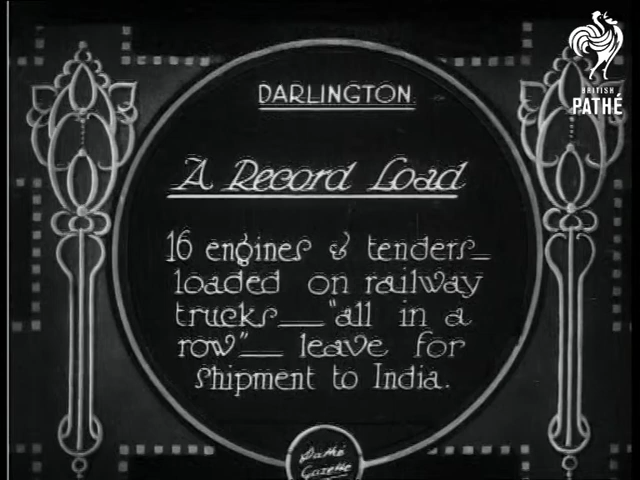 DARLINGTON
BRITISH
PATHÉ
A Record Load
16 engines & tenders—
loaded on railway
trucks — "all in a
row" — leave for
shipment to India.
Pathé
Gazette